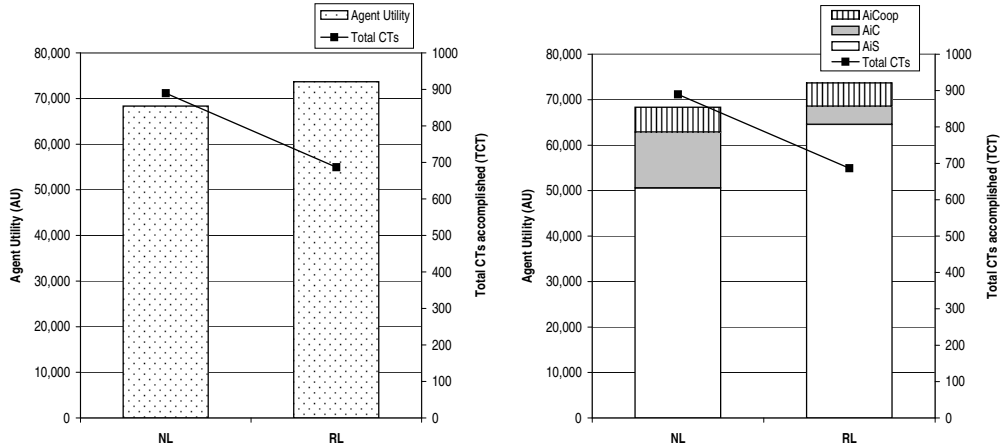 Agent Utility
Total CTs
80,000
70,000
60,000
50,000
40,000
30,000
20,000
10,000
0
1000
900
800
700
600
500
400
300
200
100
0
Agent Utility (AU)
Total CTs accomplished (TCT)
NL
RL
AiCoop
AiC
AiS
Total CTs
80,000
70,000
60,000
50,000
40,000
30,000
20,000
10,000
0
1000
900
800
700
600
500
400
300
200
100
0
Agent Utility (AU)
Total CTs accomplished (TCT)
NL
RL